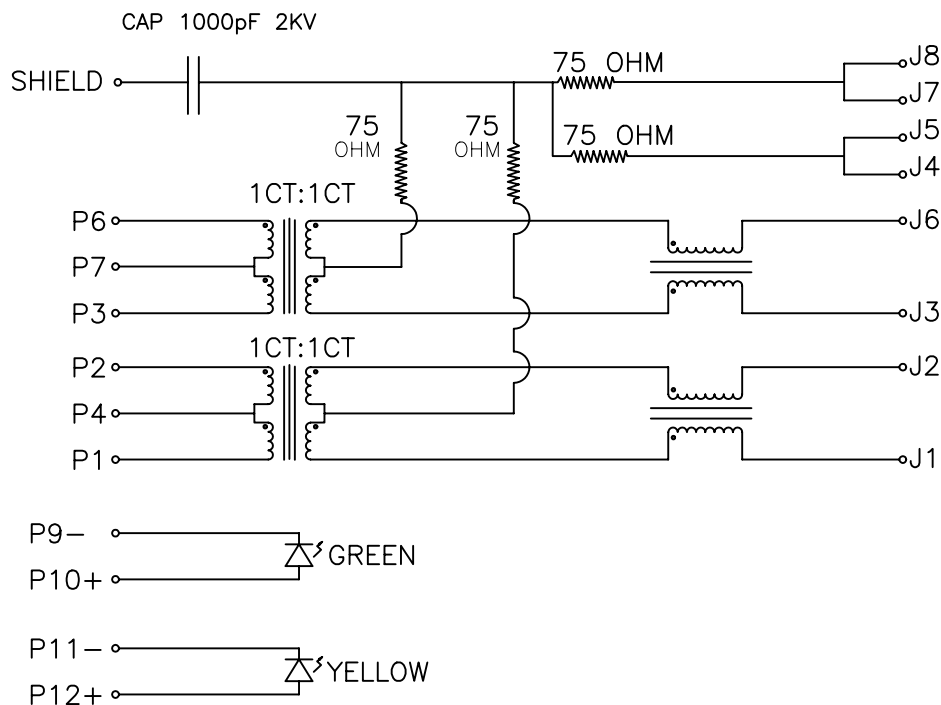 CAP 1000pF 2KV
SHIELD
75 OHM
J8
J7
75
OHM
75
OHM
75 OHM
J5
J4
1CT:1CT
P6
J6
P7
P3
J3
1CT:1CT
P2
J2
P4
P1
J1
P9-
GREEN
P10+
P11-
YELLOW
P12+